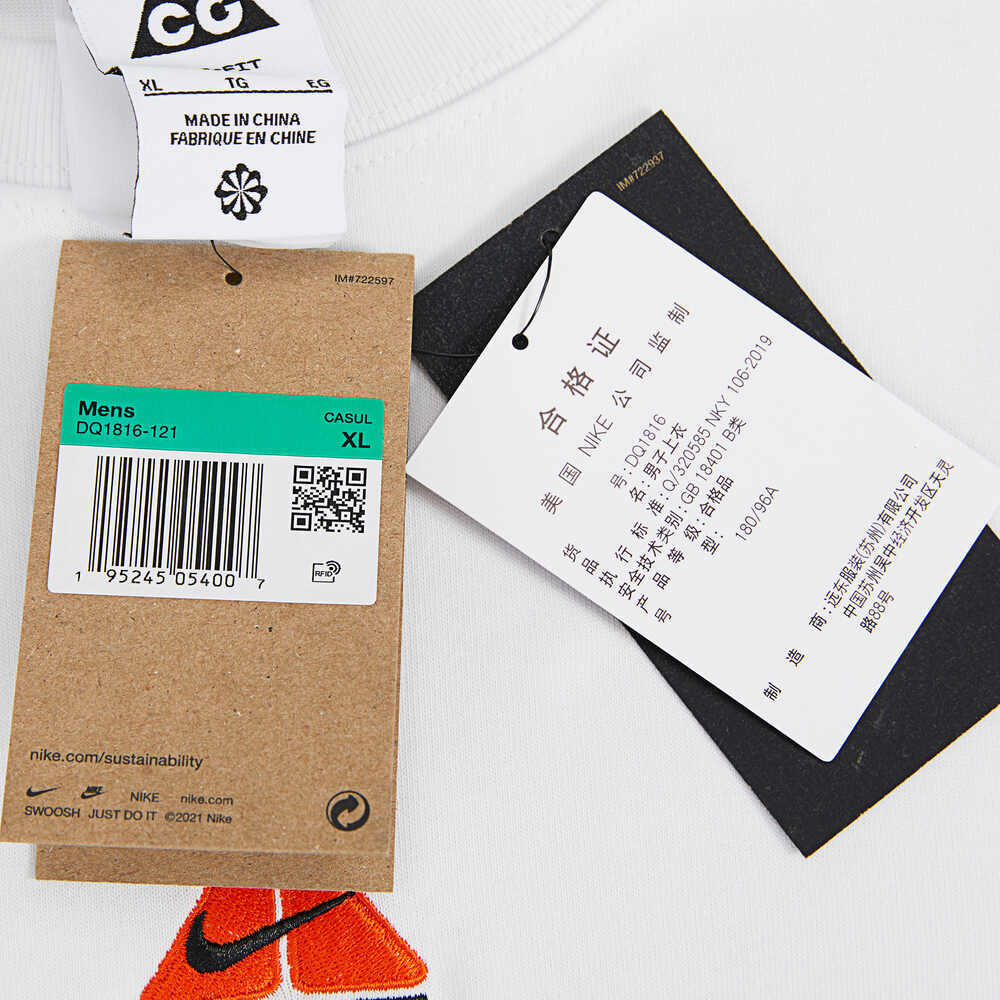 CG
FIT
XL TG EG
MADE IN CHINA
FABRIQUE EN CHINE
IM#722597
Mens
DQ1816-121
CASUL
XL
1 95245 05400 7
RFID
nike.com/sustainability
NIKE nike.com
SWOOSH JUST DO IT ©2021 Nike
IM#722937
合格证
美国 NIKE 公司监制
货号:DQ1816
品名:男子上衣
执行标准:Q/320585 NKY 106-2019
安全技术类别:GB 18401 B类
产品等级:合格品
号型:180/96A
制造商:远东服装(苏州)有限公司
中国苏州吴中经济开发区天灵
路88号